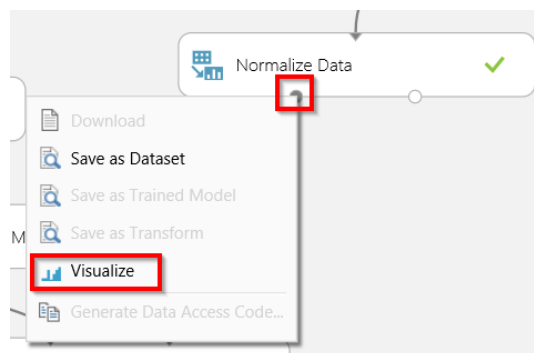 Normalize Data
Download
Save as Dataset
Save as Trained Model
M
Save as Transform
Visualize
Generate Data Access Code...